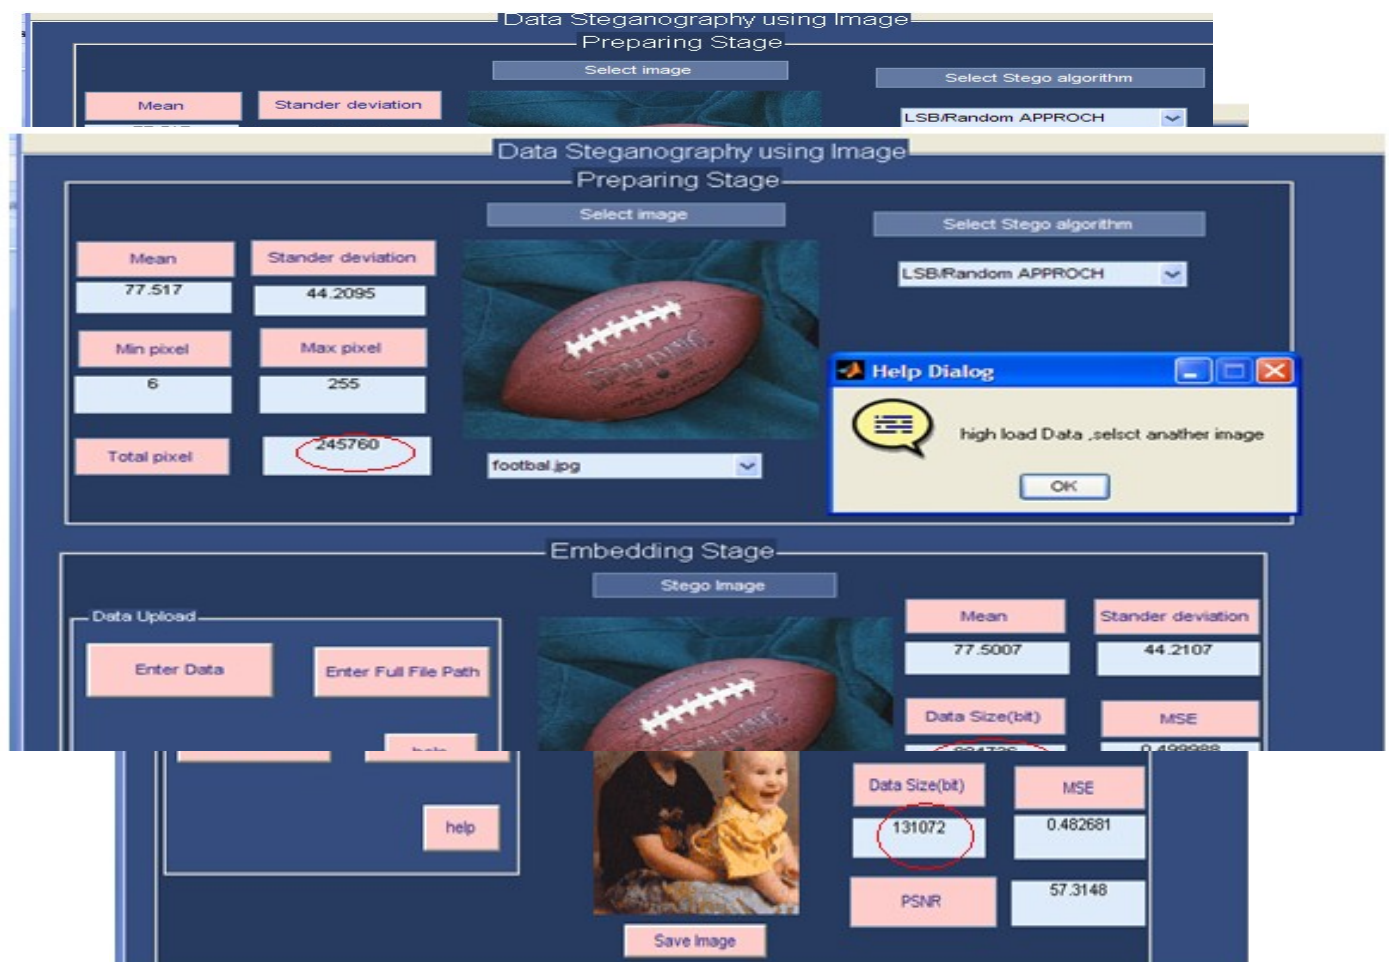 Data Steganography using Image
Preparing Stage
Select image
Select Stego algorithm
Mean
Stander deviation
LSB/Random APPROCH
Data Steganography using Image
Preparing Stage
Select image
Select Stego algorithm
Mean
Stander deviation
LSB/Random APPROCH
77.517
44.2095
Min pixel
Max pixel
6
255
Help Dialog
high load Data ,selsct anather image
OK
Total pixel
245760
footbal.jpg
Embedding Stage
Stego Image
Data Upload
Mean
Stander deviation
Enter Data
Enter Full File Path
77.5007
44.2107
Data Size(bit)
MSE
0.499988
help
Data Size(bit)
MSE
help
131072
0.482681
PSNR
57.3148
Save Image